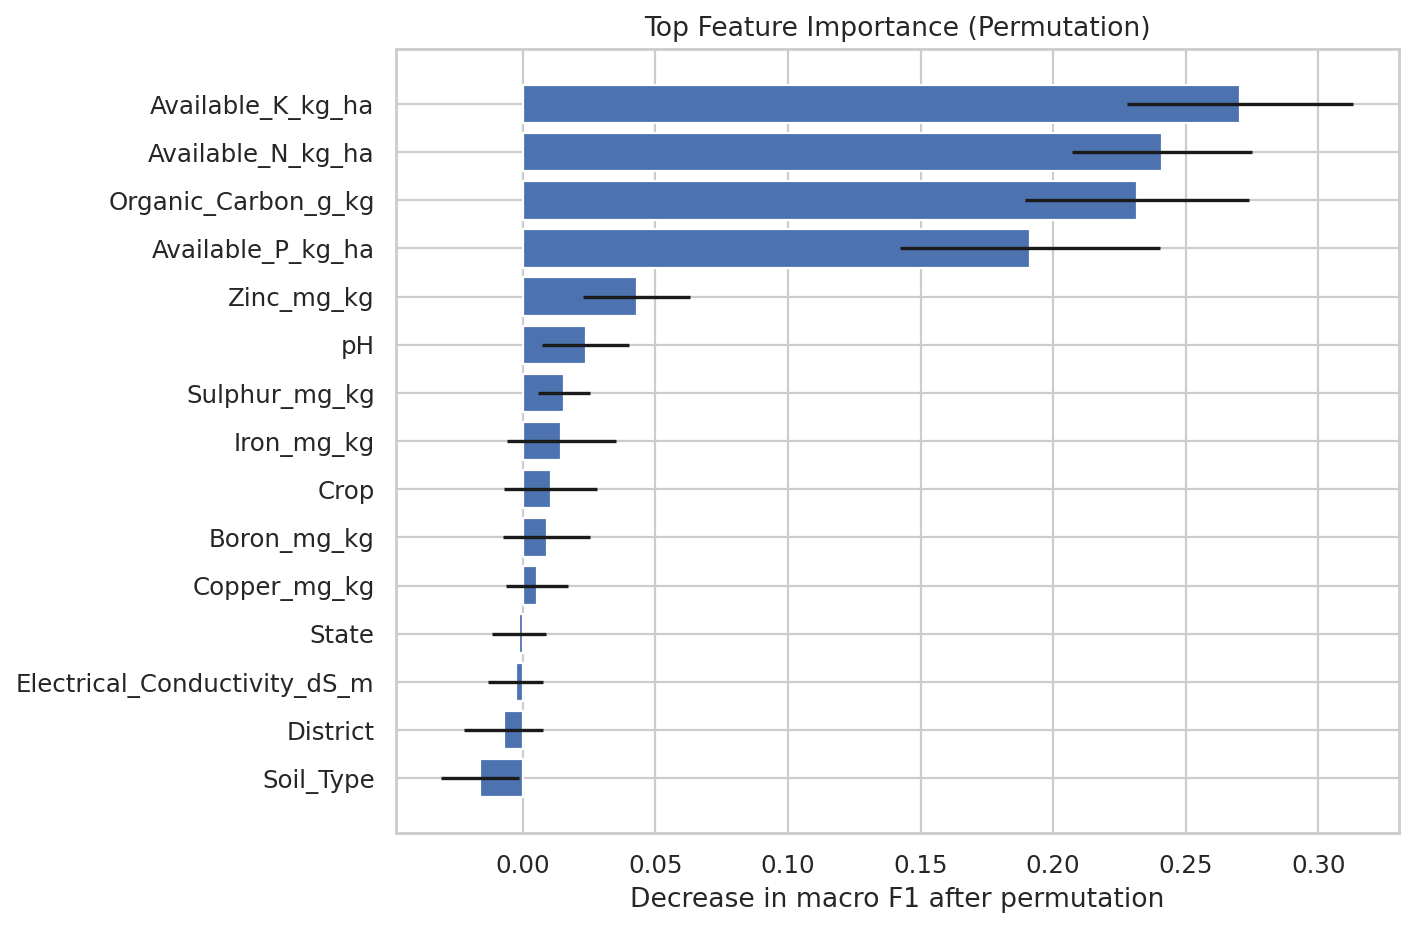 Top Feature Importance (Permutation)
Available_K_kg_ha
Available_N_kg_ha
Organic_Carbon_g_kg
Available_P_kg_ha
Zinc_mg_kg
pH
Sulphur_mg_kg
Iron_mg_kg
Crop
Boron_mg_kg
Copper_mg_kg
State
Electrical_Conductivity_dS_m
District
Soil_Type
0.00 0.05 0.10 0.15 0.20 0.25 0.30
Decrease in macro F1 after permutation